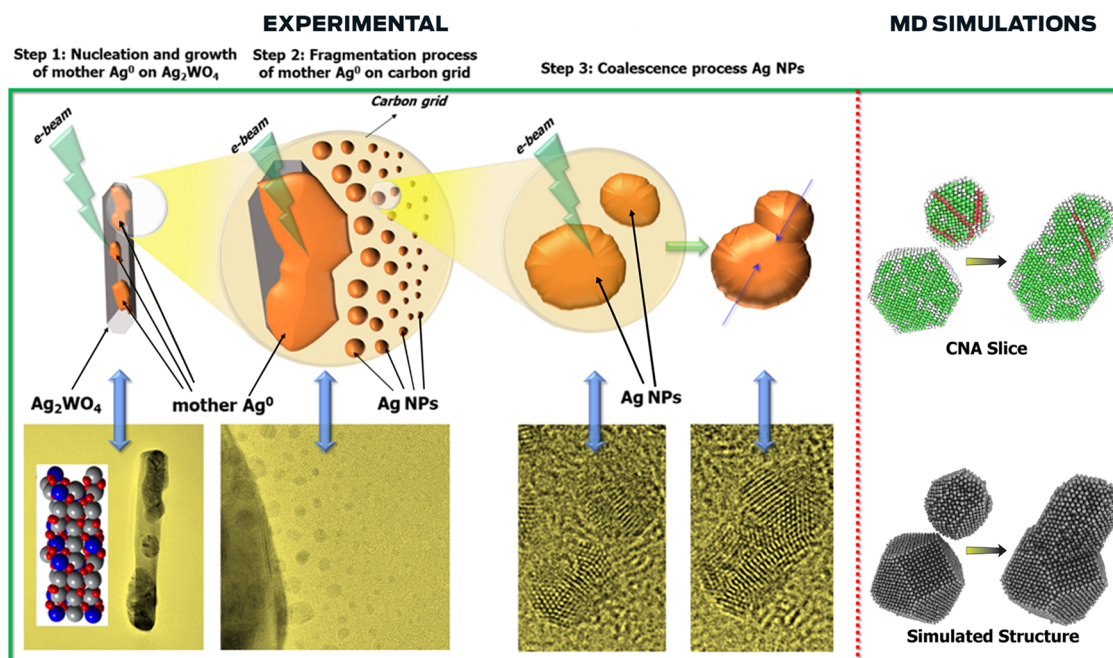 EXPERIMENTAL
MD SIMULATIONS
Step 1: Nucleation and growth
of mother Ag⁰ on Ag₂WO₄
Step 2: Fragmentation process
of mother Ag⁰ on carbon grid
Step 3: Coalescence process Ag NPs
Carbon grid
e-beam
e-beam
e-beam
CNA Slice
Ag₂WO₄
mother Ag⁰
Ag NPs
Ag NPs
Simulated Structure